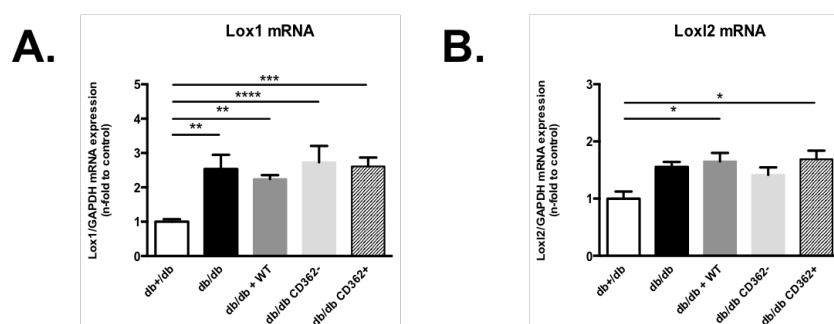 A.
Lox1 mRNA
Lox1/GAPDH mRNA expression
(n-fold to control)
5
4
3
2
1
0
***
****
**
**
db+/db
db/db
db/db + WT
db/db CD362-
db/db CD362+
B.
Loxl2 mRNA
Loxl2/GAPDH mRNA expression
(n-fold to control)
3
2
1
0
*
*
db+/db
db/db
db/db + WT
db/db CD362-
db/db CD362+